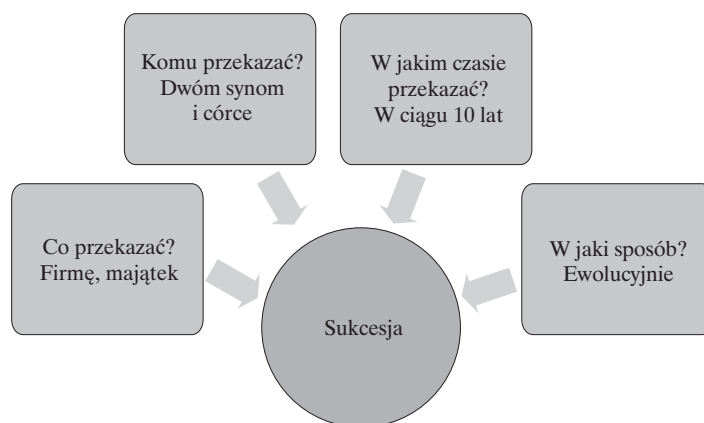 Komu przekazać?
Dwóm synom
i córce
W jakim czasie
przekazać?
W ciągu 10 lat
Co przekazać?
Firmę, majątek
W jaki sposób?
Ewolucyjnie
Sukcesja